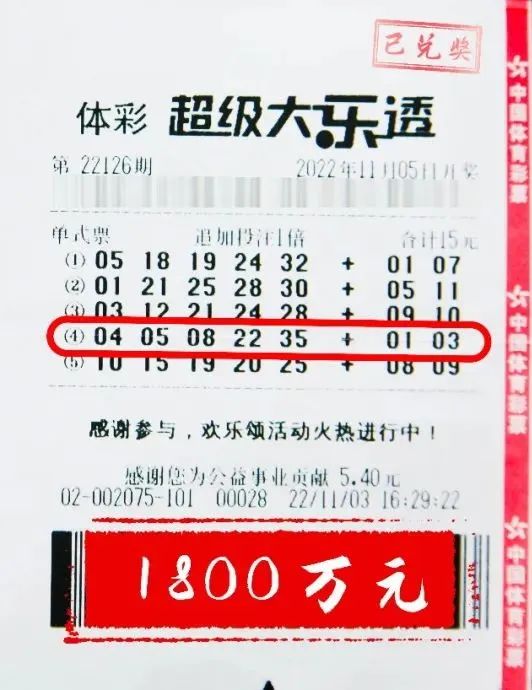 已兑奖
体彩 超级大乐透
第 22126期 2022年11月05日开奖
单式票 追加投注1倍 合计15元
(1) 05 18 19 24 32 + 01 07
(2) 01 21 25 28 30 + 05 11
(3) 03 12 21 24 28 + 09 10
(4) 04 05 08 22 35 + 01 03
(5) 10 15 19 20 25 + 08 09
感谢参与，欢乐颂活动火热进行中！
感谢您为公益事业贡献 5.40元
02-002075-101 00028 22/11/03 16:29:22
1800万元
中国体育彩票
中国体育彩票
中国体育彩票